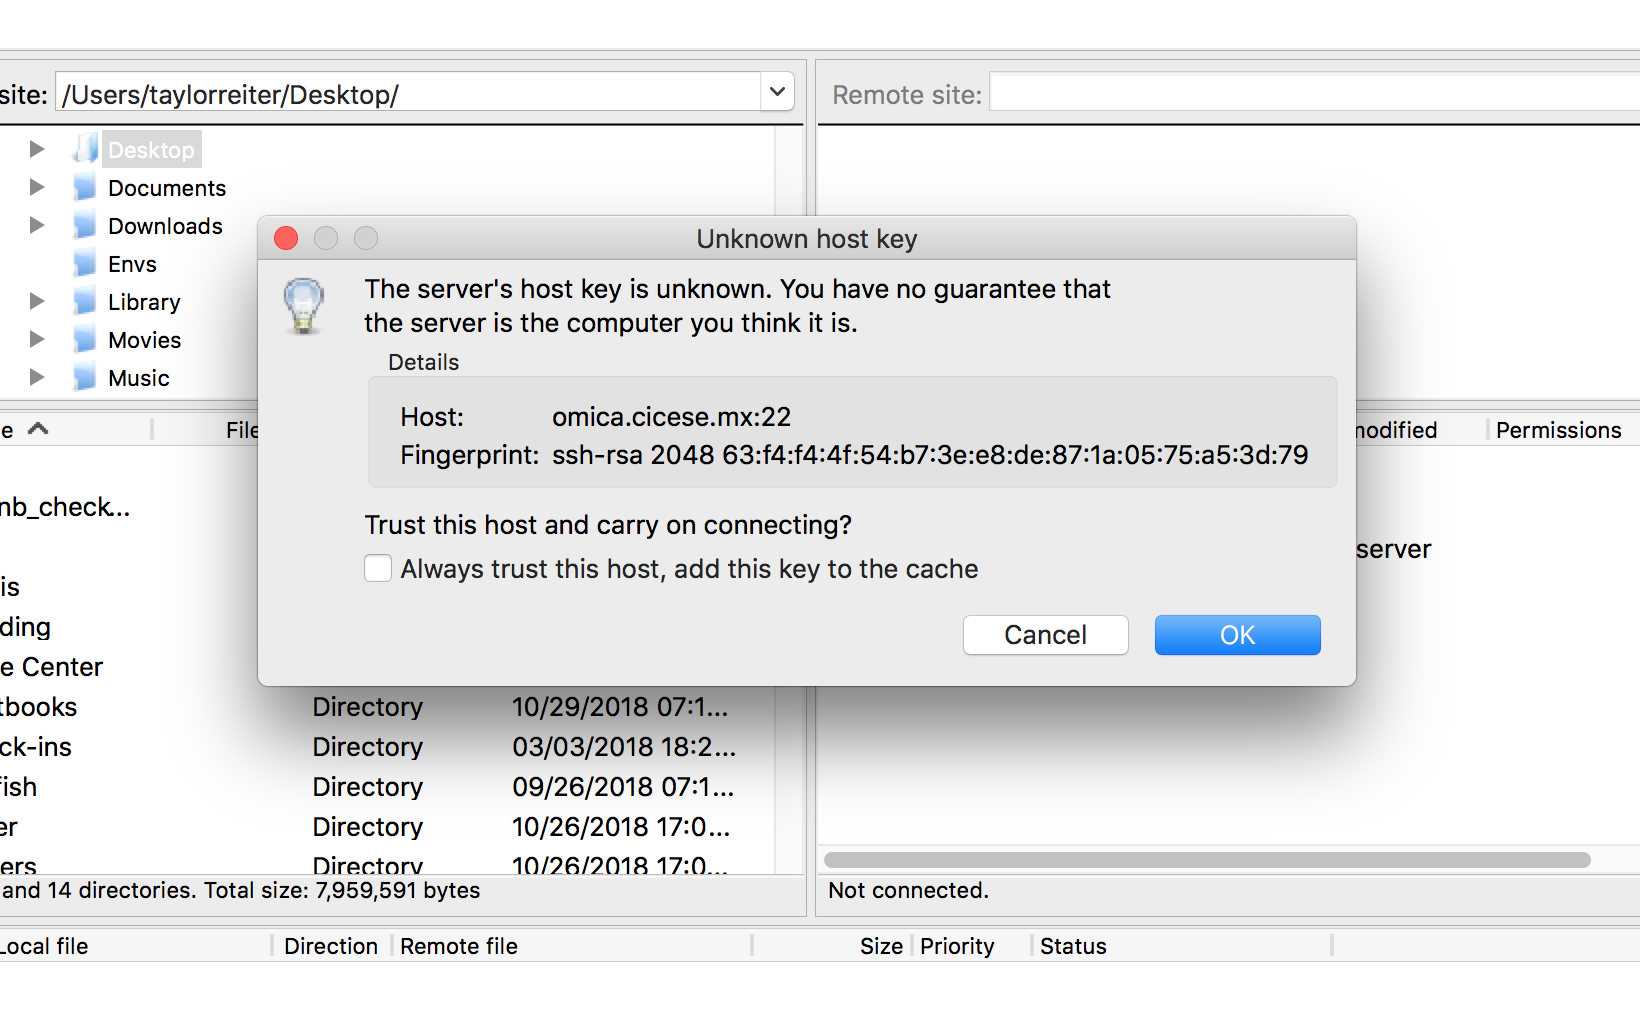 site: /Users/taylorreiter/Desktop/
Remote site:
Desktop
Documents
Downloads
Envs
Library
Movies
Music
Unknown host key
The server's host key is unknown. You have no guarantee that
the server is the computer you think it is.
Details
Host: omica.cicese.mx:22
Fingerprint: ssh-rsa 2048 63:f4:f4:4f:54:b7:3e:e8:de:87:1a:05:75:a5:3d:79
Trust this host and carry on connecting?
Always trust this host, add this key to the cache
Cancel OK
e File
nb_check...
is
ding
e Center
tbooks Directory 10/29/2018 07:1...
ck-ins Directory 03/03/2018 18:2...
fish Directory 09/26/2018 07:1...
er Directory 10/26/2018 17:0...
ers Directory 10/26/2018 17:0...
and 14 directories. Total size: 7,959,591 bytes
modified Permissions
server
Not connected.
Local file Direction Remote file Size Priority Status